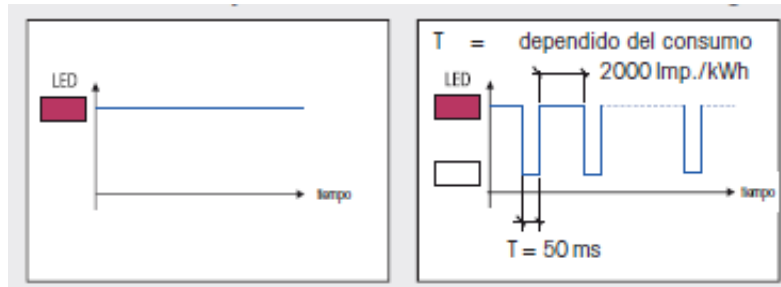 LED
tiempo
T = dependido del consumo
2000 Imp./kWh
LED
tiempo
T = 50 ms